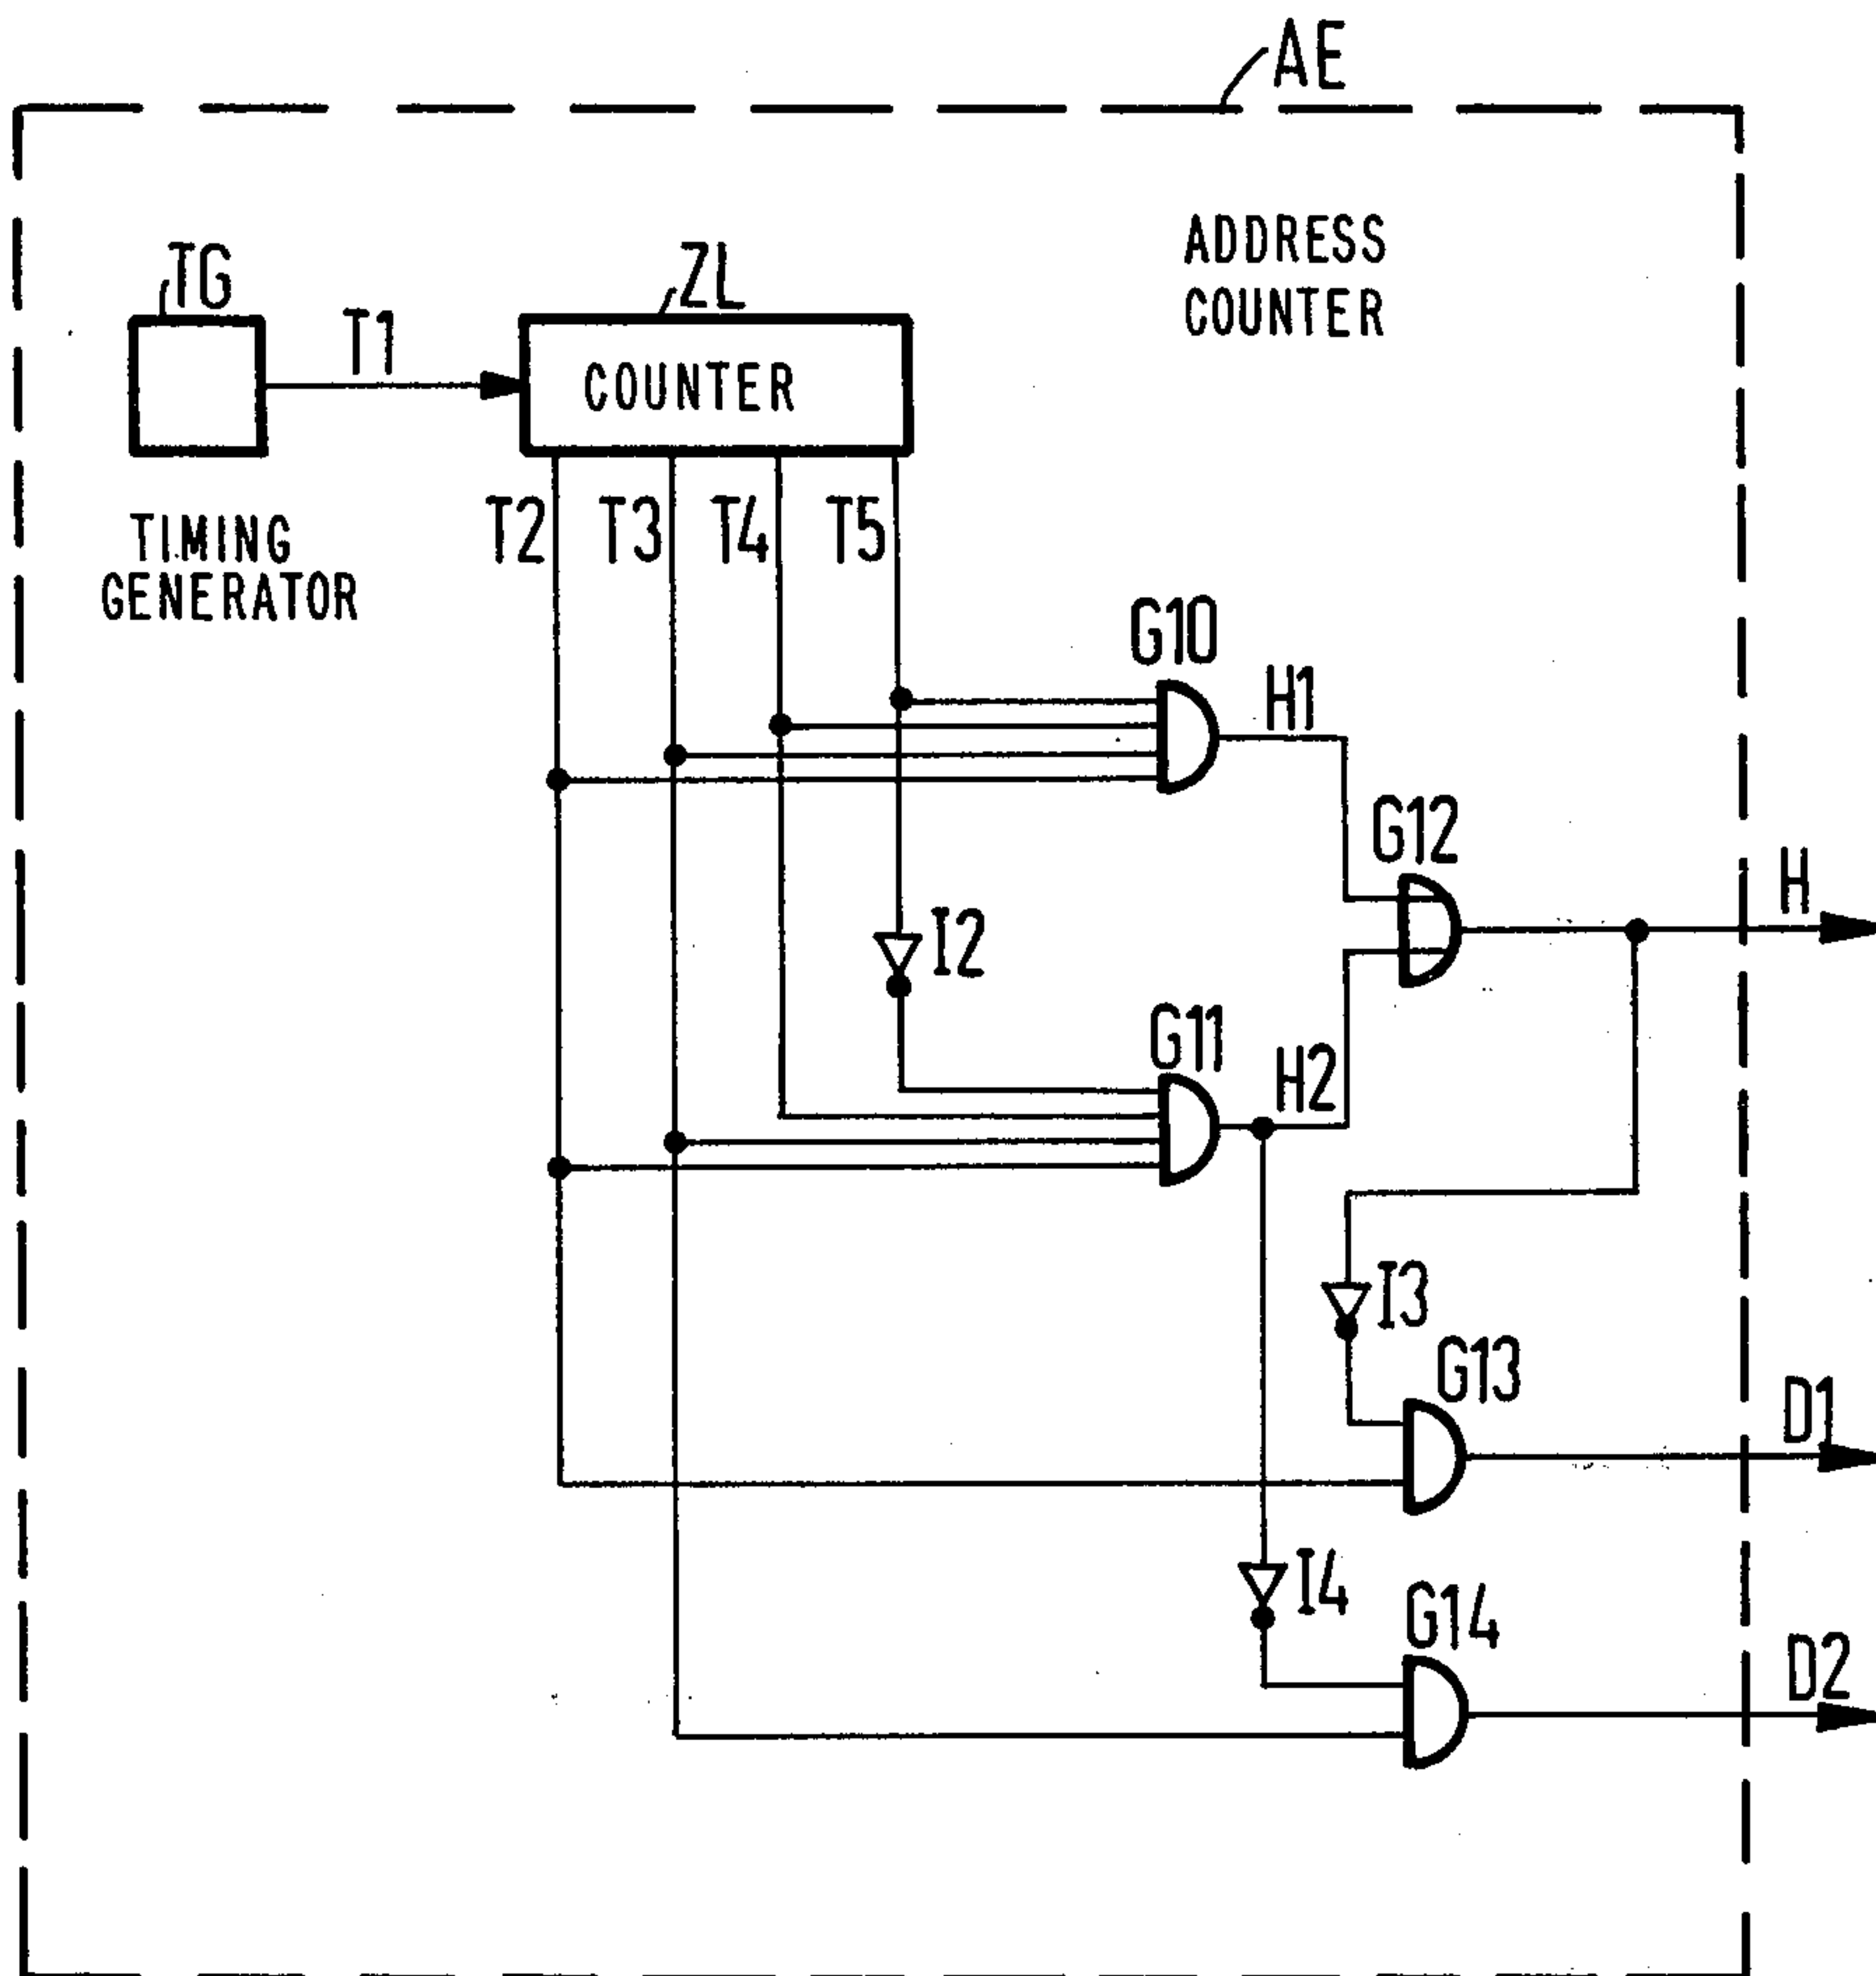 AE
ADDRESS
COUNTER
TG
T1
ZL
COUNTER
TIMING
GENERATOR
T2
T3
T4
T5
G10
H1
G12
H
I2
G11
H2
I3
G13
D1
I4
G14
D2